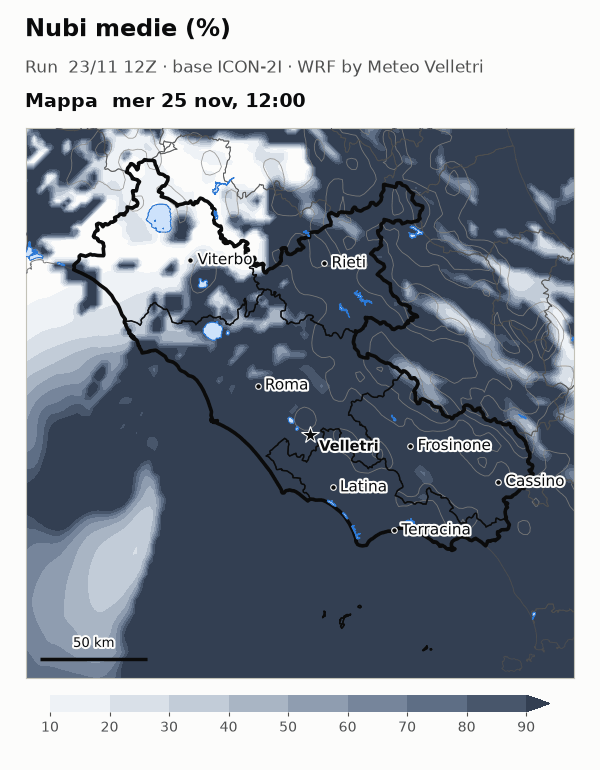 Nubi medie (%)
Run 23/11 12Z · base ICON-2I · WRF by Meteo Velletri
Mappa mer 25 nov, 12:00
Viterbo
Rieti
Roma
Velletri
Frosinone
Latina
Cassino
Terracina
50 km
10 20 30 40 50 60 70 80 90